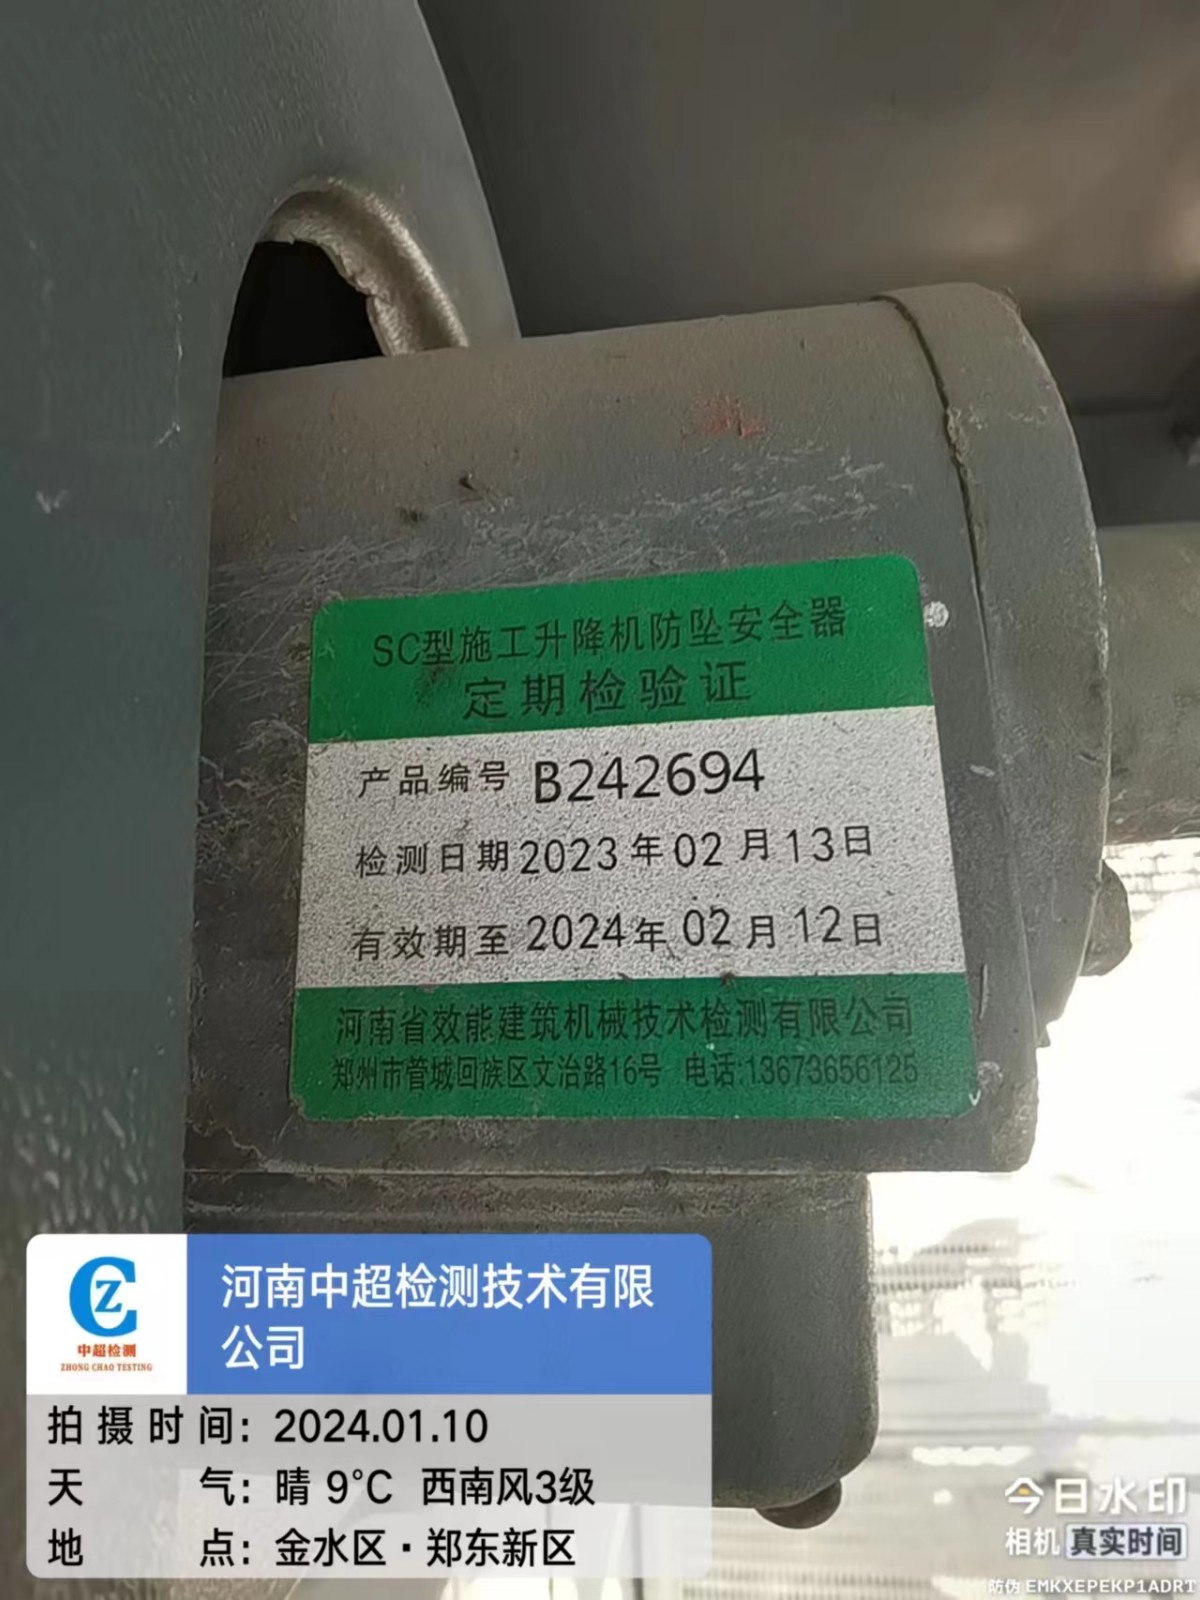 SC型施工升降机防坠安全器
定期检验证
产品编号 B242694
检测日期2023年02月13日
有效期至 2024年02月12日
河南省效能建筑机械技术检测有限公司
郑州市管城回族区文治路16号 电话:13673656125
CZ
中超检测
ZHONG CHAO TESTING
河南中超检测技术有限
公司
拍摄时间: 2024.01.10
天气: 晴 9℃ 西南风3级
地点: 金水区·郑东新区
今日水印
相机 真实时间
防伪 EMKXEPEKP1ADRT